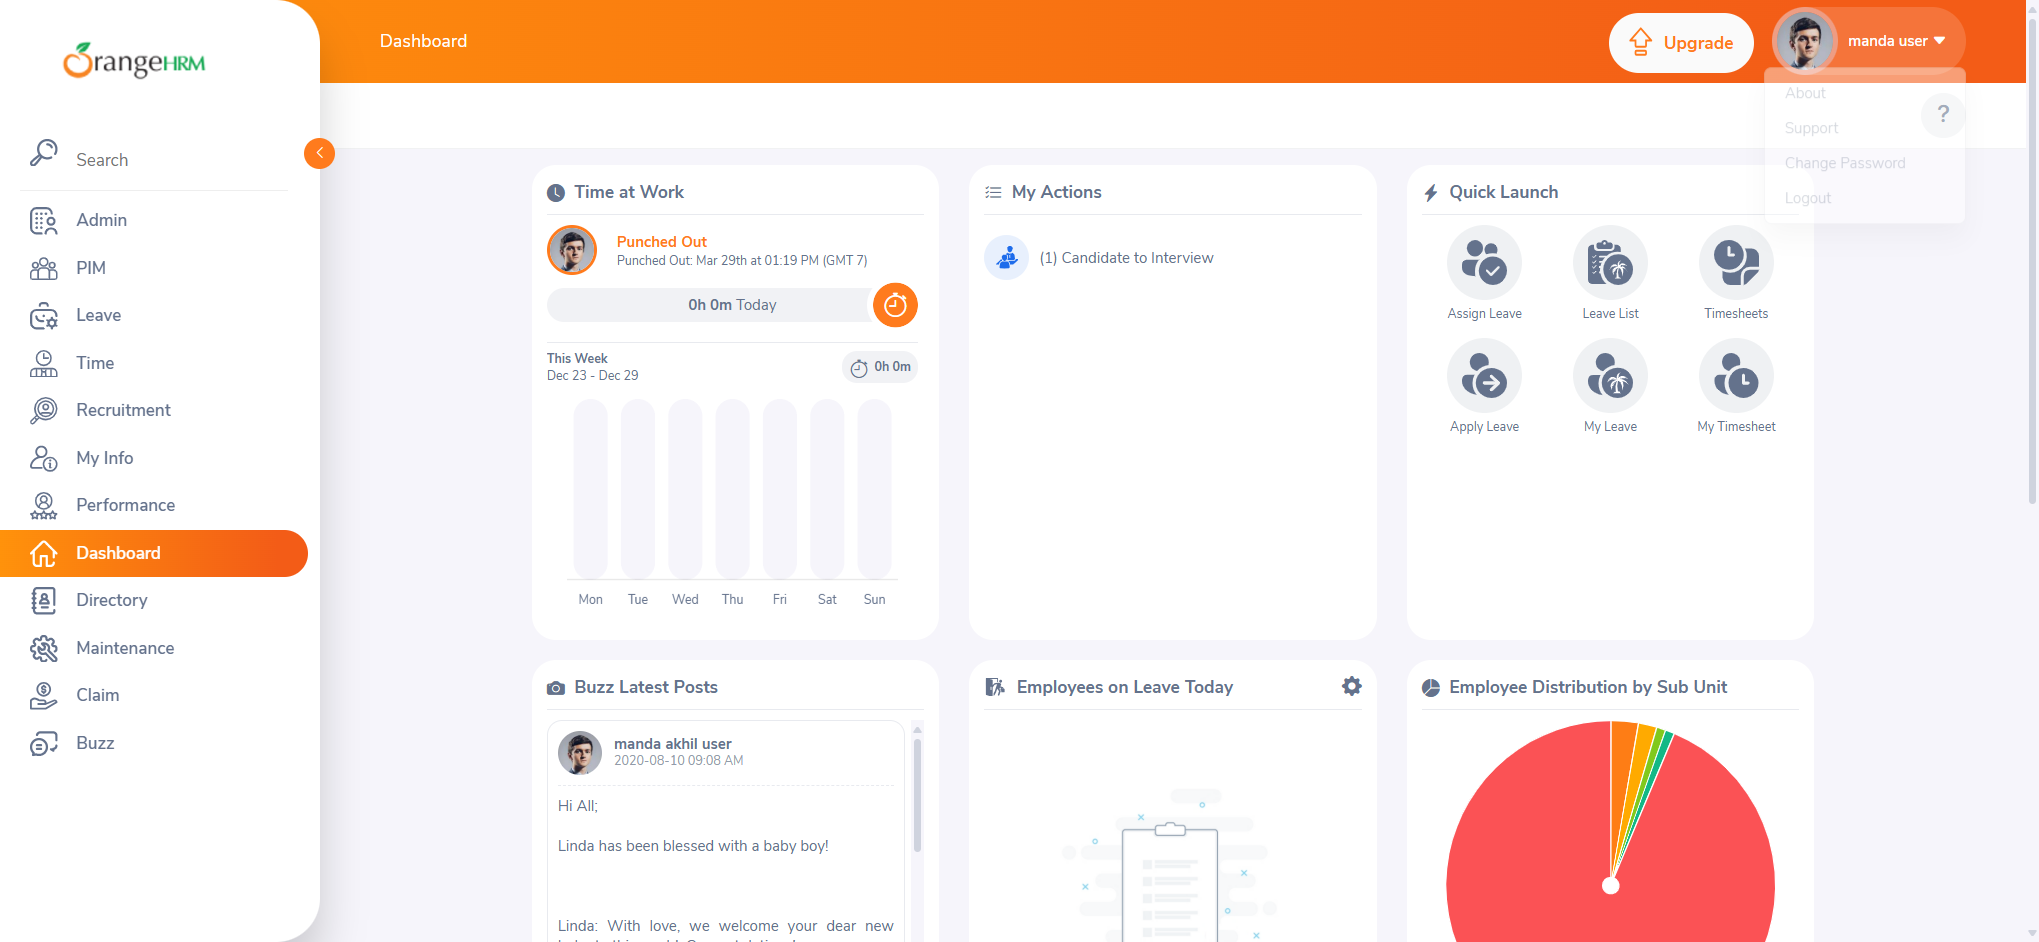 OrangeHRM
Search
Admin
PIM
Leave
Time
Recruitment
My Info
Performance
Dashboard
Directory
Maintenance
Claim
Buzz
Dashboard
Upgrade
manda user
About
Support
Change Password
Logout
?
Time at Work
Punched Out
Punched Out: Mar 29th at 01:19 PM (GMT 7)
0h 0m Today
This Week
Dec 23 - Dec 29
0h 0m
Mon Tue Wed Thu Fri Sat Sun
My Actions
(1) Candidate to Interview
Quick Launch
Assign Leave
Leave List
Timesheets
Apply Leave
My Leave
My Timesheet
Buzz Latest Posts
manda akhil user
2020-08-10 09:08 AM
Hi All;
Linda has been blessed with a baby boy!
Linda: With love, we welcome your dear new
Employees on Leave Today
Employee Distribution by Sub Unit